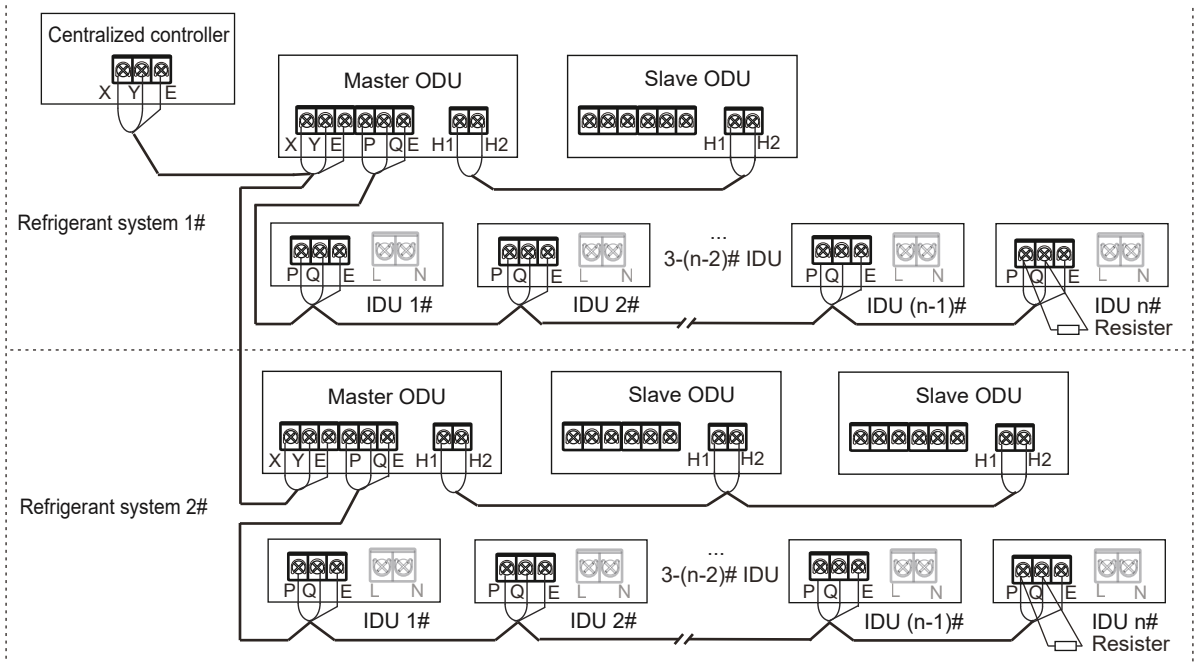 Centralized controller
X Y E
Master ODU
X Y E P Q E H1 H2
Slave ODU
H1 H2
Refrigerant system 1#
P Q E L N
IDU 1#
P Q E L N
IDU 2#
...
3-(n-2)# IDU
P Q E L N
IDU (n-1)#
P Q E L N
IDU n#
Resister
Master ODU
X Y E P Q E H1 H2
Slave ODU
H1 H2
Slave ODU
H1 H2
Refrigerant system 2#
P Q E L N
IDU 1#
P Q E L N
IDU 2#
...
3-(n-2)# IDU
P Q E L N
IDU (n-1)#
P Q E L N
IDU n#
Resister